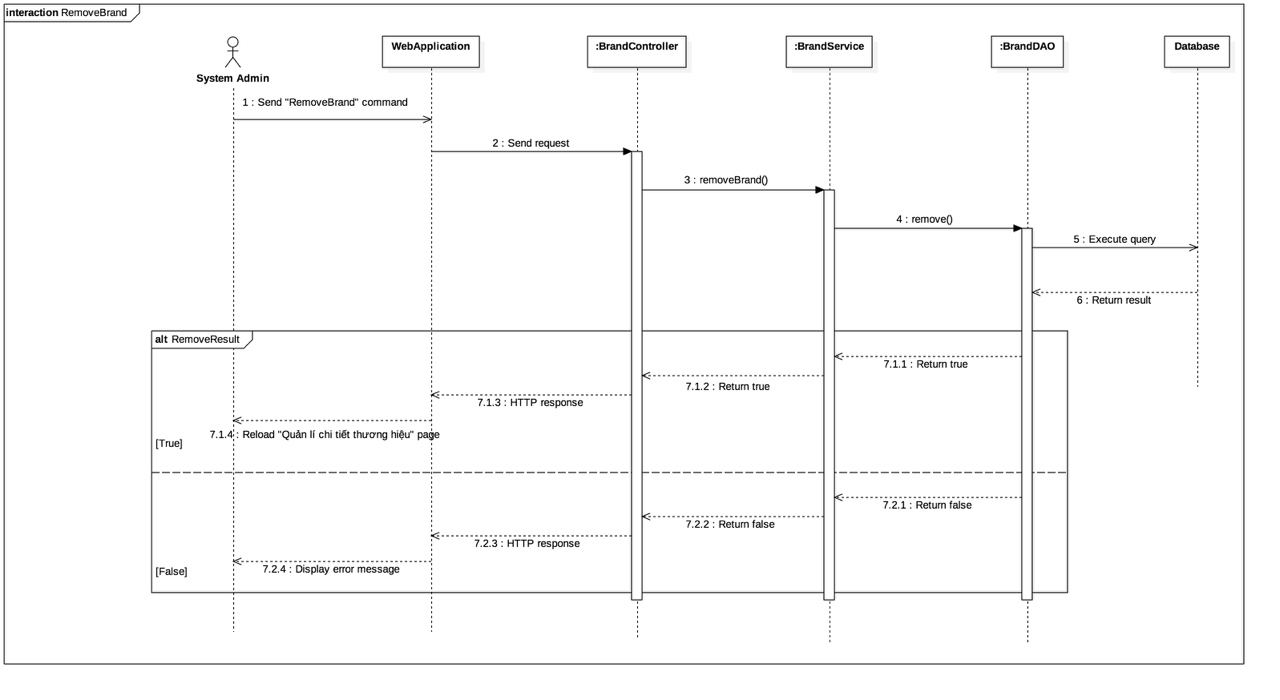 interaction RemoveBrand
System Admin
WebApplication
:BrandController
:BrandService
:BrandDAO
Database
1 : Send "RemoveBrand" command
2 : Send request
3 : removeBrand()
4 : remove()
5 : Execute query
6 : Return result
alt RemoveResult
7.1.1 : Return true
7.1.2 : Return true
7.1.3 : HTTP response
7.1.4 : Reload "Quản lí chi tiết thương hiệu" page
[True]
7.2.1 : Return false
7.2.2 : Return false
7.2.3 : HTTP response
7.2.4 : Display error message
[False]